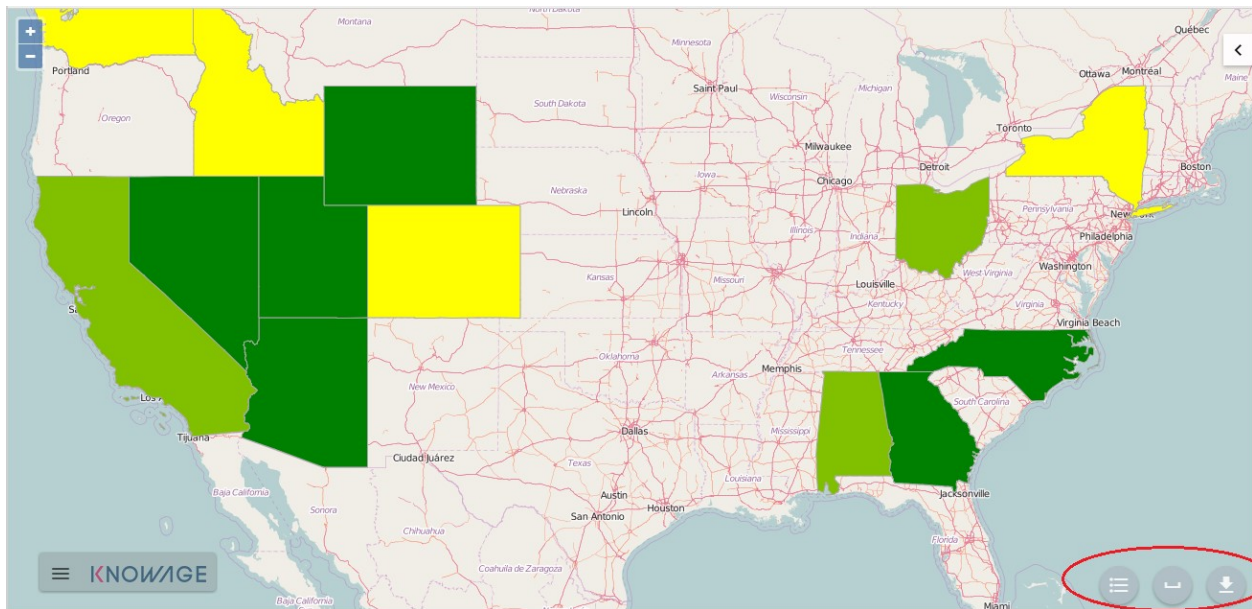 North Dakota
Montana
Québec
+
−
Minnesota
Portland
Ottawa
Montréal
Maine
Saint Paul
Wisconsin
Michigan
South Dakota
Oregon
Toronto
Milwaukee
Detroit
Boston
Chicago
Iowa
Nebraska
Lincoln
Pennsylvania
New
Philadelphia
Illinois
Indiana
Washington
Kansas
Missouri
West Virginia
Louisville
Kentucky
Virginia
Virginia Beach
Tennessee
Oklahoma
Memphis
Arkansas
New Mexico
Los A
South Carolina
Dallas
Mississippi
Tijuana
Ciudad Juárez
Texas
Louisiana
Baja California
Austin
Jacksonville
Sonora
Houston
San Antonio
Chihuahua
Florida
KNOWAGE
Coahuila de Zaragoza
Baja California
Miami